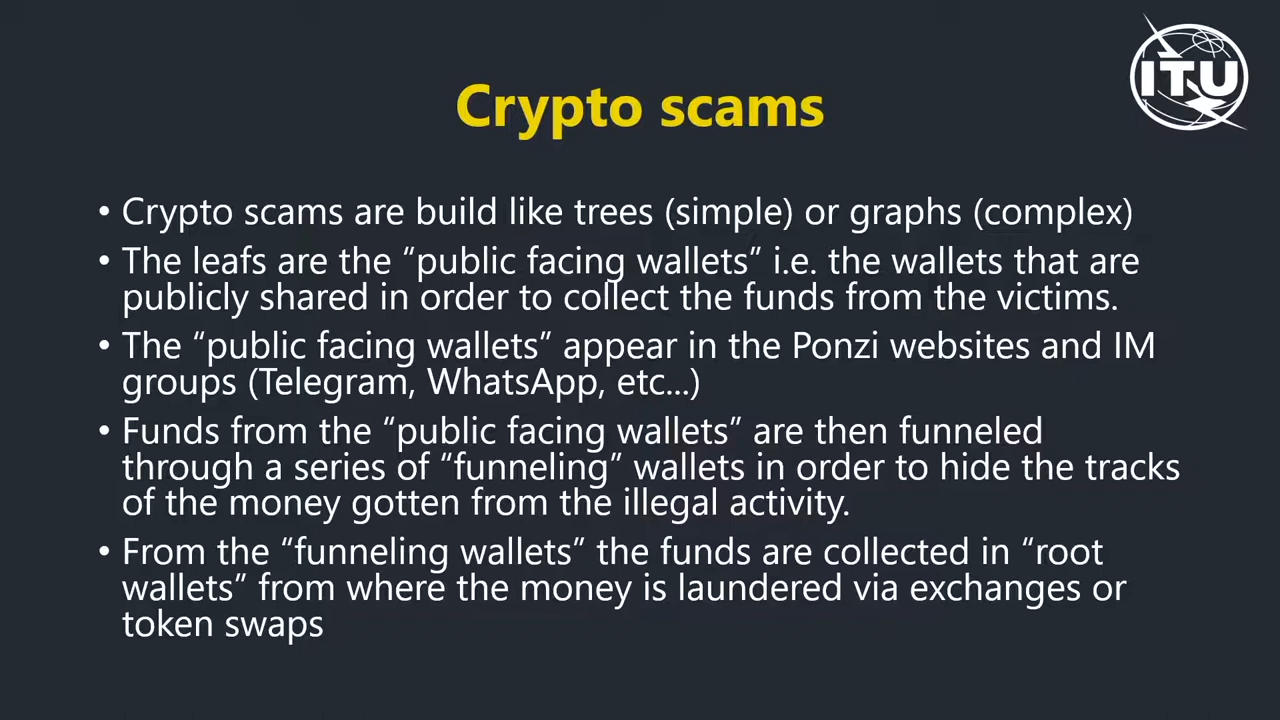 ITU
Crypto scams
• Crypto scams are build like trees (simple) or graphs (complex)
• The leafs are the “public facing wallets” i.e. the wallets that are
publicly shared in order to collect the funds from the victims.
• The “public facing wallets” appear in the Ponzi websites and IM
groups (Telegram, WhatsApp, etc...)
• Funds from the “public facing wallets” are then funneled
through a series of “funneling” wallets in order to hide the tracks
of the money gotten from the illegal activity.
• From the “funneling wallets” the funds are collected in “root
wallets” from where the money is laundered via exchanges or
token swaps